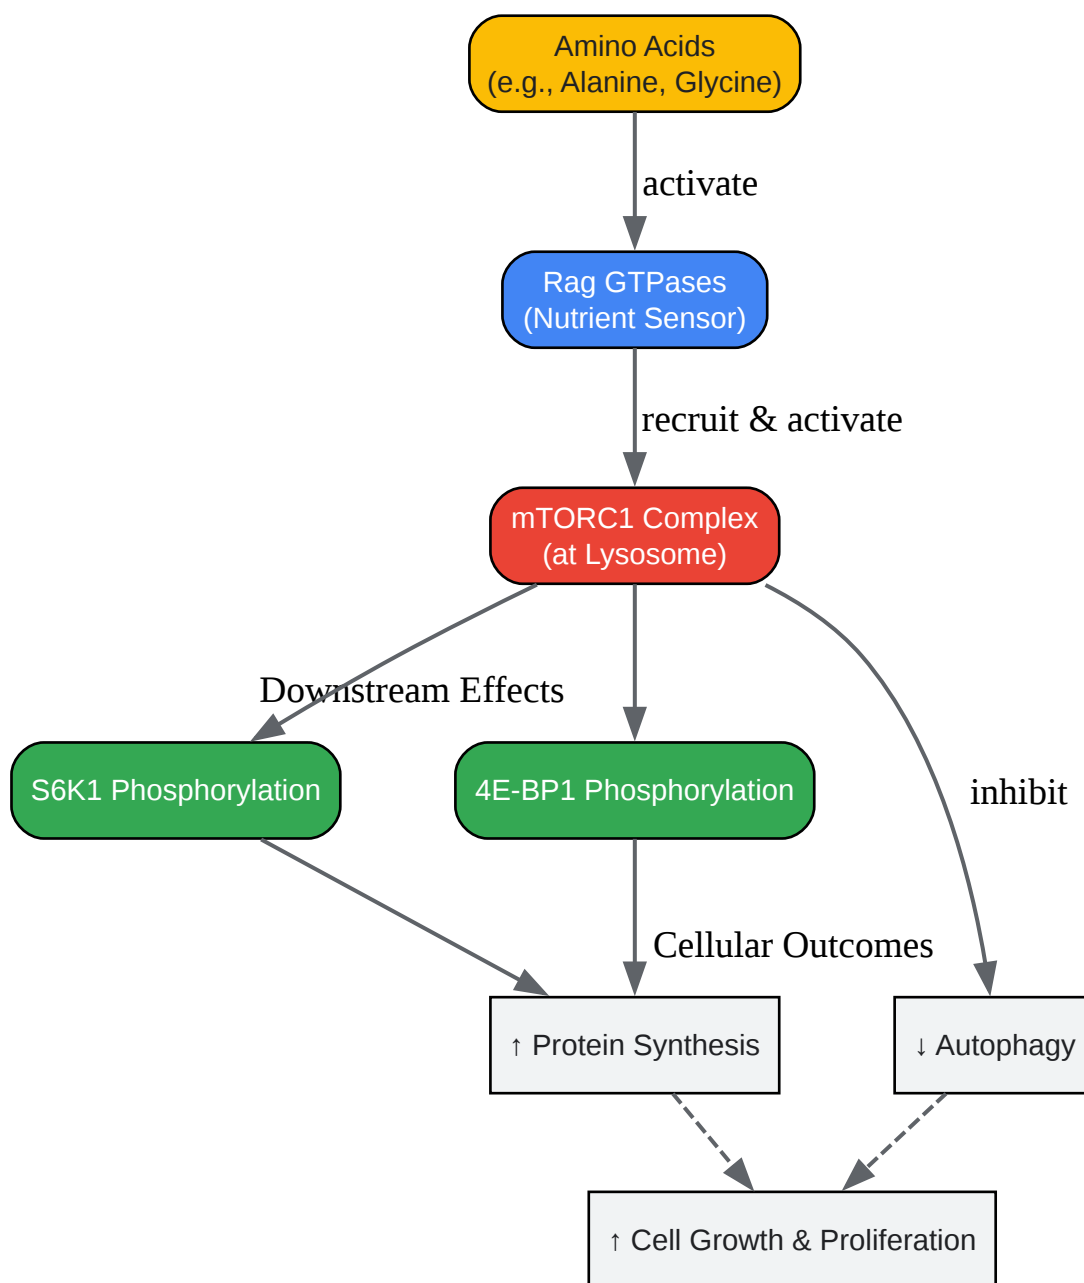 Amino Acids
(e.g., Alanine, Glycine)
activate
Rag GTPases
(Nutrient Sensor)
recruit & activate
mTORC1 Complex
(at Lysosome)
Downstream Effects
S6K1 Phosphorylation
4E-BP1 Phosphorylation
inhibit
Cellular Outcomes
↑ Protein Synthesis
↓ Autophagy
↑ Cell Growth & Proliferation